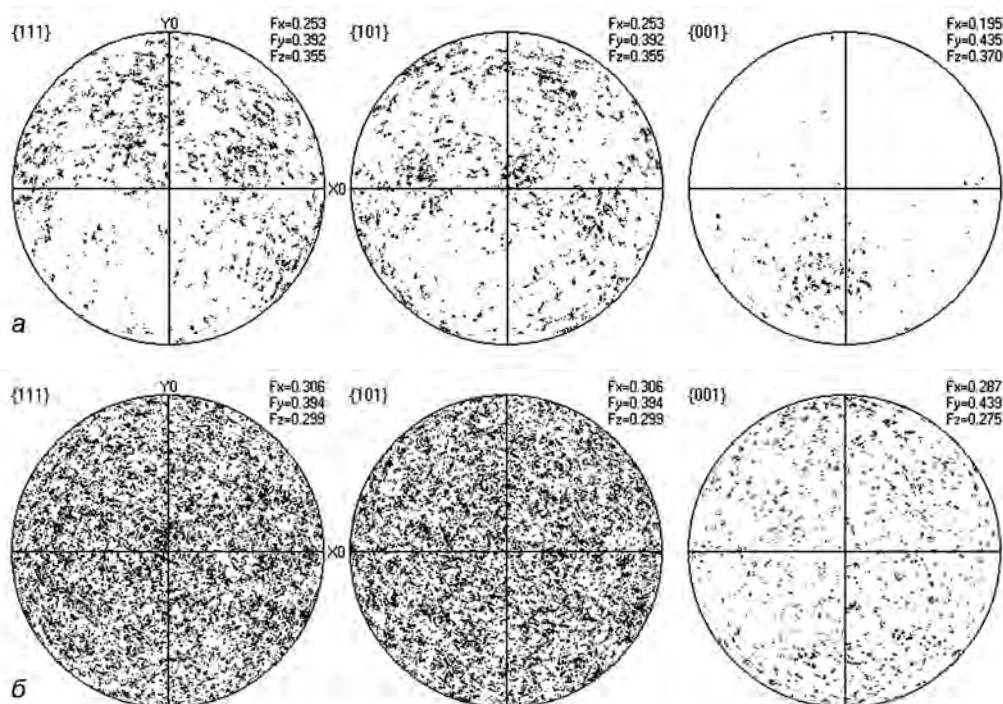 {111}
Y0
Fx=0.253
Fy=0.392
Fz=0.355
{101}
Fx=0.253
Fy=0.392
Fz=0.355
{001}
Fx=0.195
Fy=0.435
Fz=0.370
X0
а
{111}
Y0
Fx=0.306
Fy=0.394
Fz=0.299
{101}
Fx=0.306
Fy=0.394
Fz=0.299
{001}
Fx=0.287
Fy=0.439
Fz=0.275
X0
б